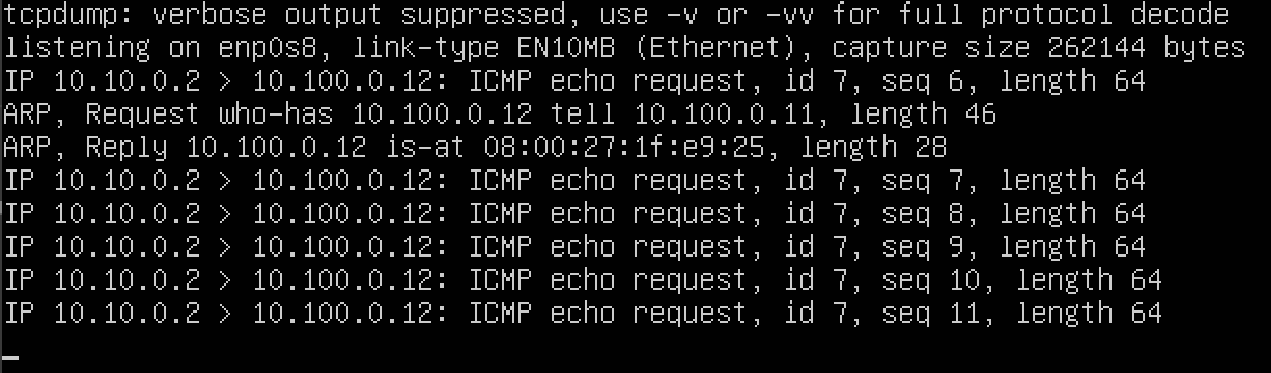 tcpdump: verbose output suppressed, use -v or -vv for full protocol decode
listening on enp0s8, link-type EN10MB (Ethernet), capture size 262144 bytes
IP 10.10.0.2 > 10.100.0.12: ICMP echo request, id 7, seq 6, length 64
ARP, Request who-has 10.100.0.12 tell 10.100.0.11, length 46
ARP, Reply 10.100.0.12 is-at 08:00:27:1f:e9:25, length 28
IP 10.10.0.2 > 10.100.0.12: ICMP echo request, id 7, seq 7, length 64
IP 10.10.0.2 > 10.100.0.12: ICMP echo request, id 7, seq 8, length 64
IP 10.10.0.2 > 10.100.0.12: ICMP echo request, id 7, seq 9, length 64
IP 10.10.0.2 > 10.100.0.12: ICMP echo request, id 7, seq 10, length 64
IP 10.10.0.2 > 10.100.0.12: ICMP echo request, id 7, seq 11, length 64